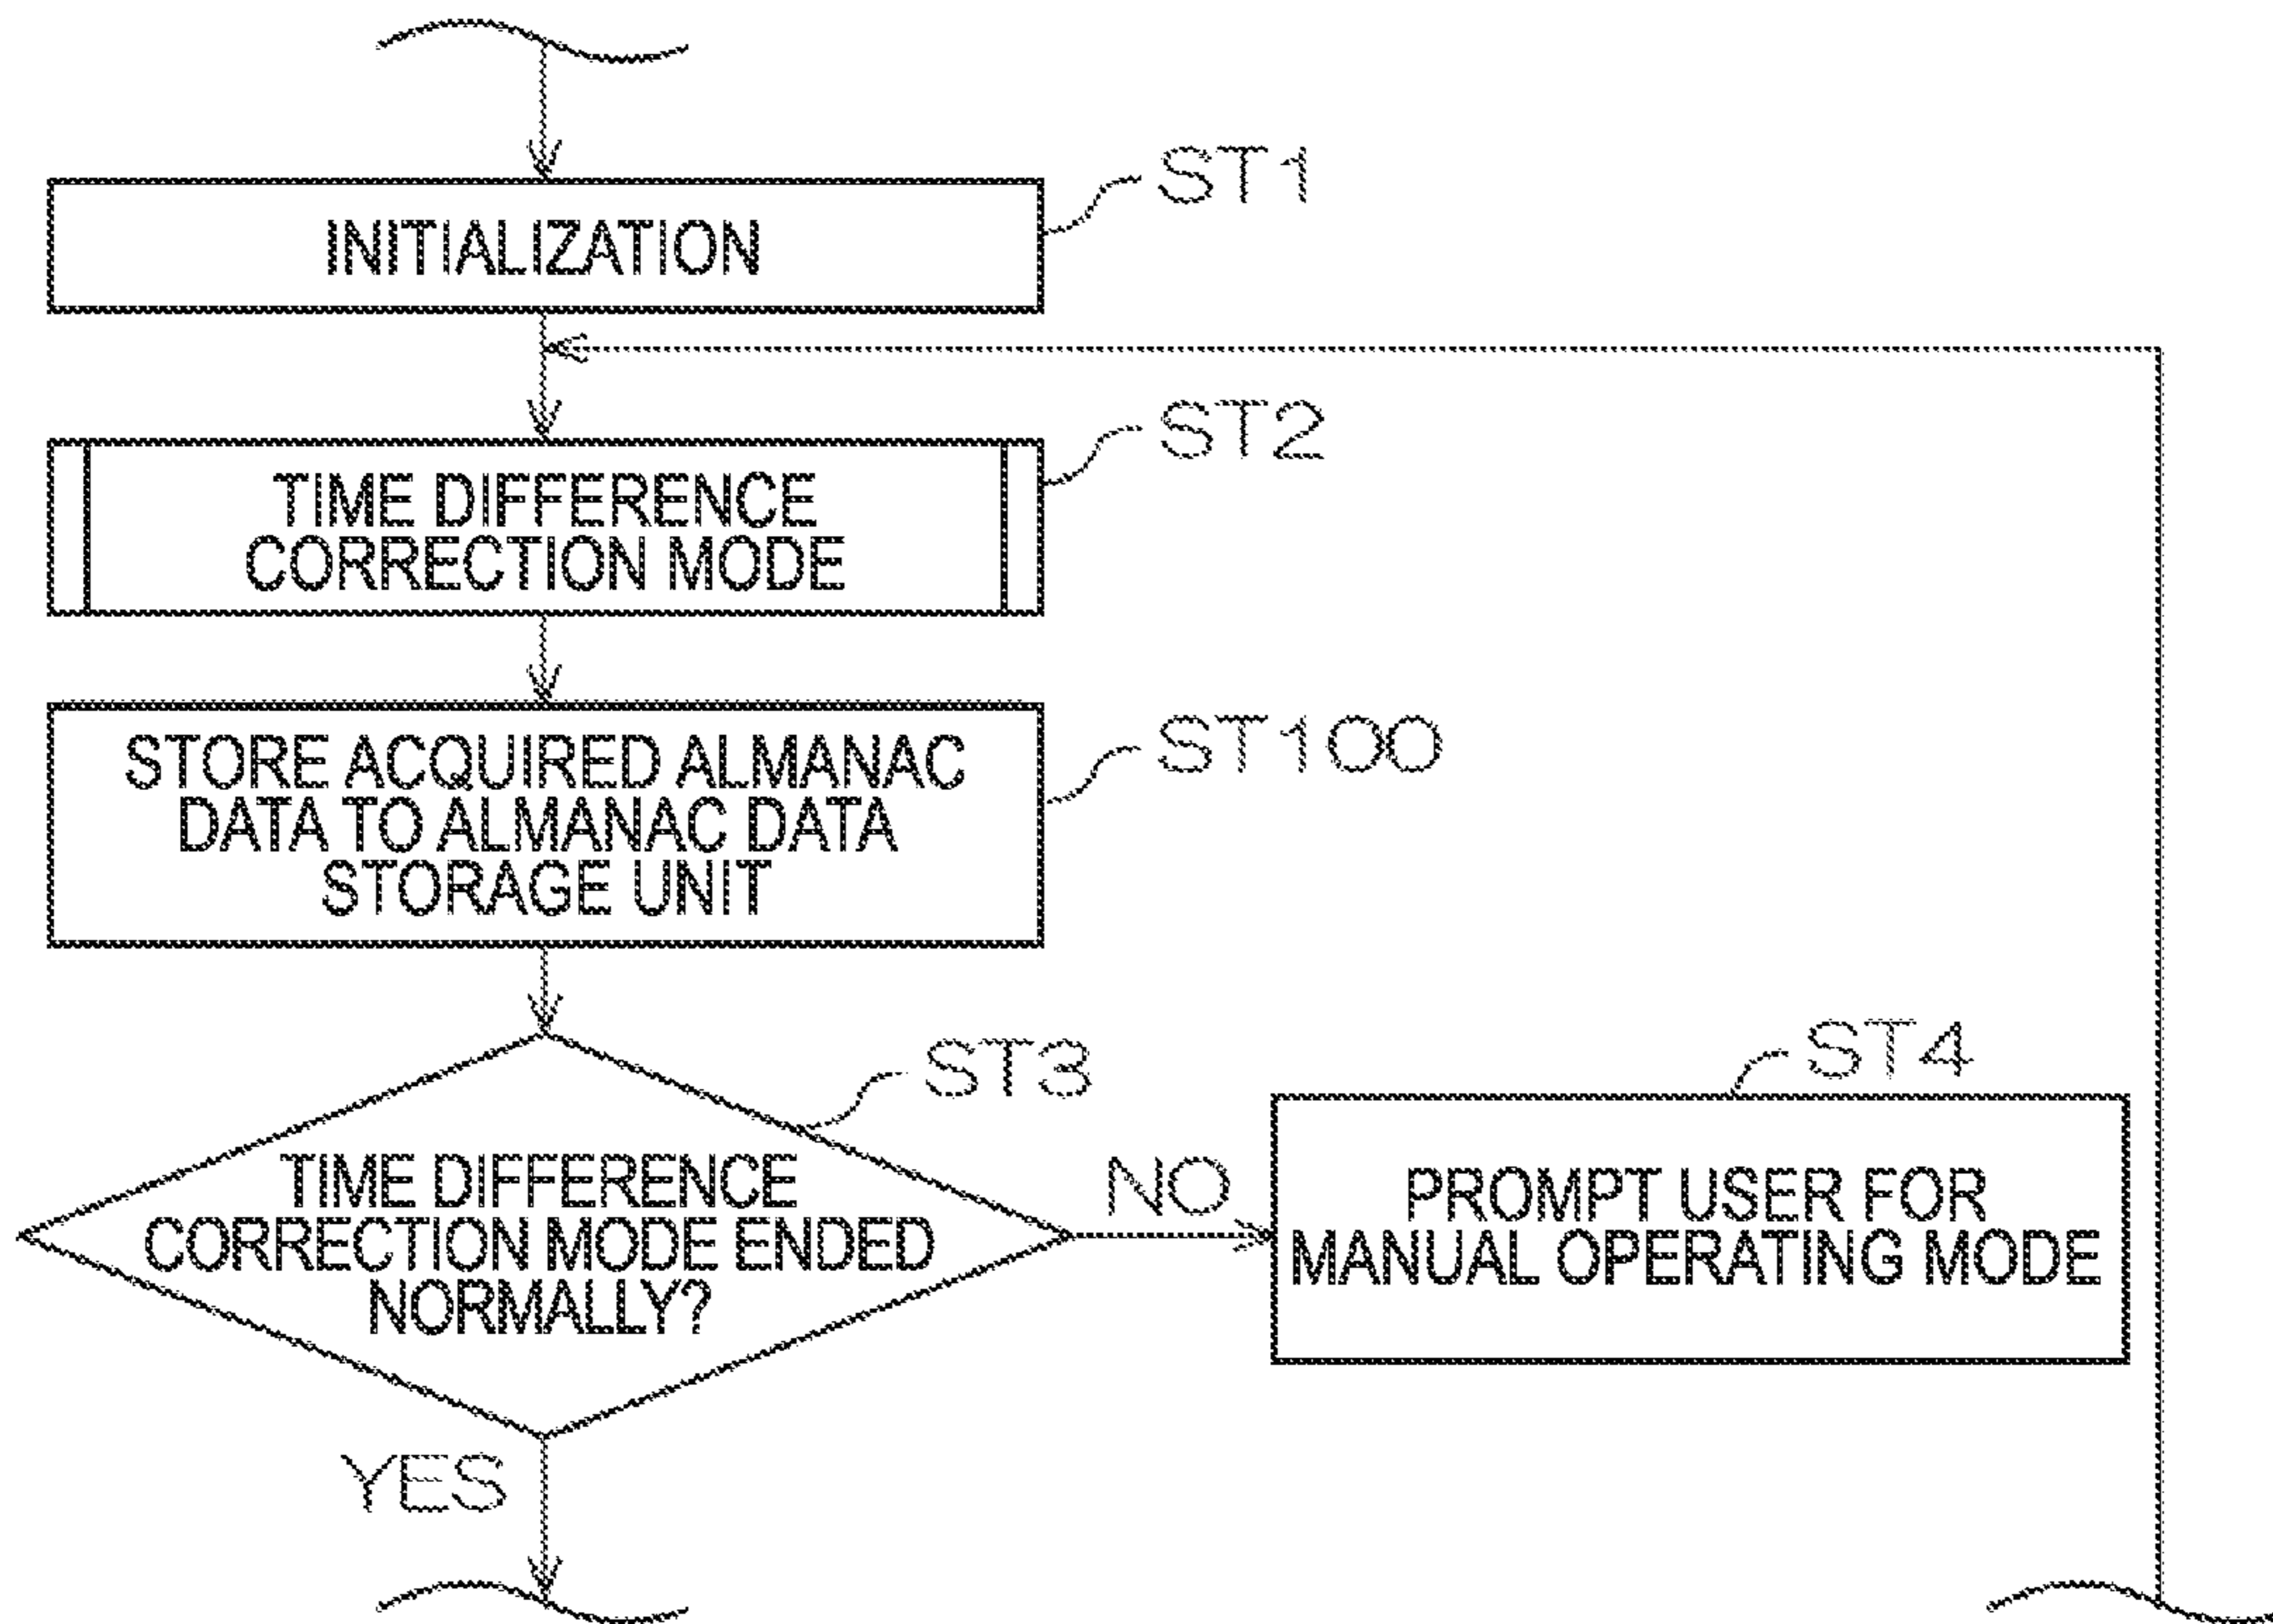 ST1
INITIALIZATION
ST2
TIME DIFFERENCE
CORRECTION MODE
ST100
STORE ACQUIRED ALMANAC
DATA TO ALMANAC DATA
STORAGE UNIT
ST3
TIME DIFFERENCE
CORRECTION MODE ENDED
NORMALLY?
NO
ST4
PROMPT USER FOR
MANUAL OPERATING MODE
YES